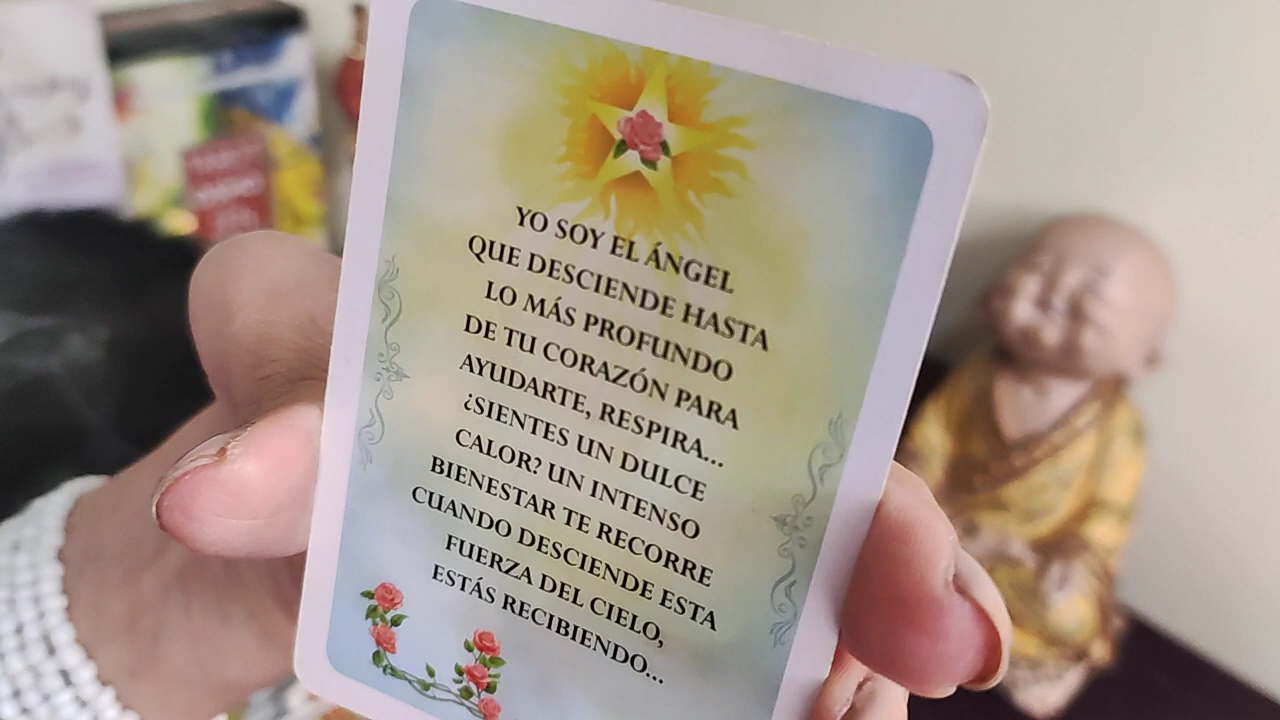 YO SOY EL ÁNGEL
QUE DESCIENDE HASTA
LO MÁS PROFUNDO
DE TU CORAZÓN PARA
AYUDARTE, RESPIRA...
¿SIENTES UN DULCE
CALOR? UN INTENSO
BIENESTAR TE RECORRE
CUANDO DESCIENDE ESTA
FUERZA DEL CIELO,
ESTÁS RECIBIENDO...